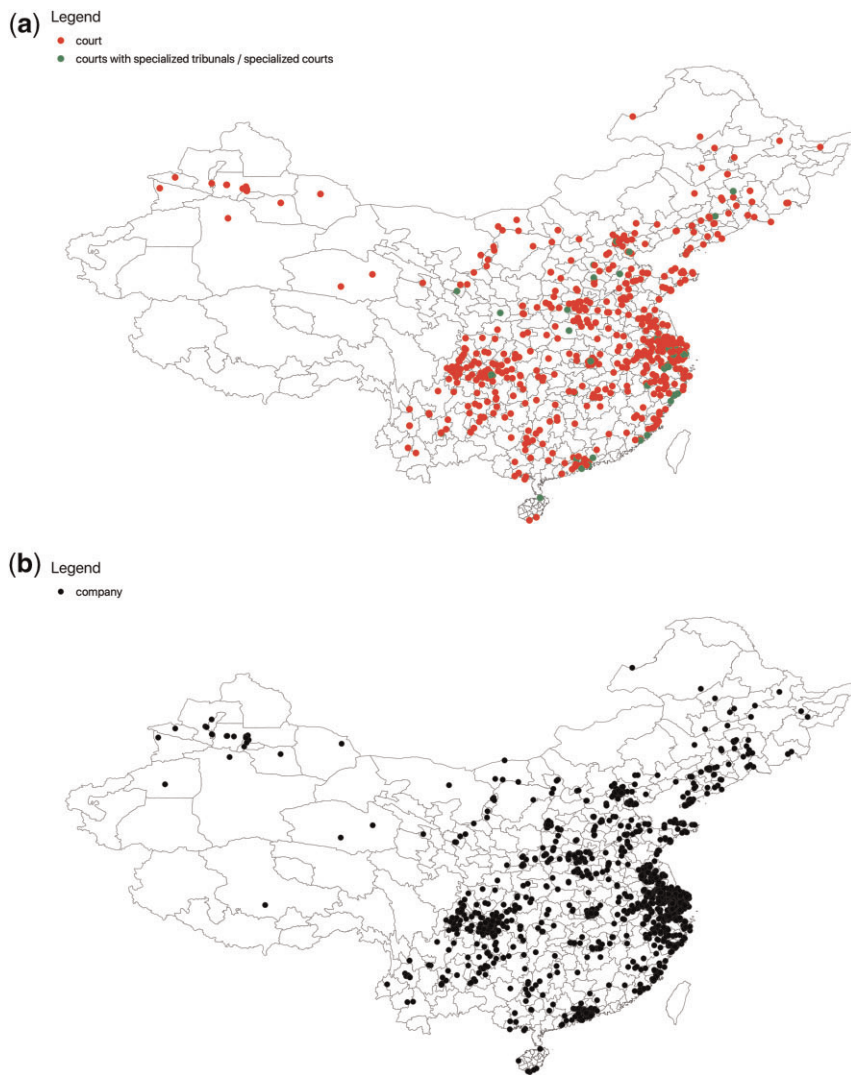 (a) Legend
court
courts with specialized tribunals / specialized courts
(b) Legend
company